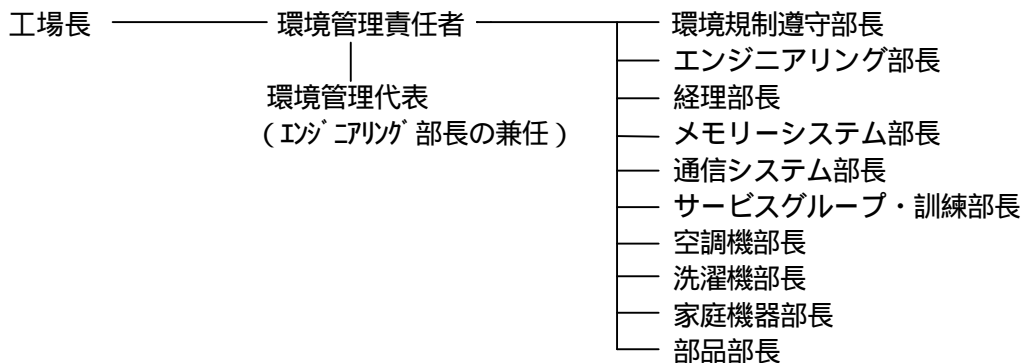 工場長 環境管理責任者 環境規制遵守部長
エンジニアリング部長
環境管理代表 経理部長
(ｴﾝｼﾞﾆｱﾘﾝｸﾞ部長の兼任) メモリーシステム部長
通信システム部長
サービスグループ・訓練部長
空調機部長
洗濯機部長
家庭機器部長
部品部長